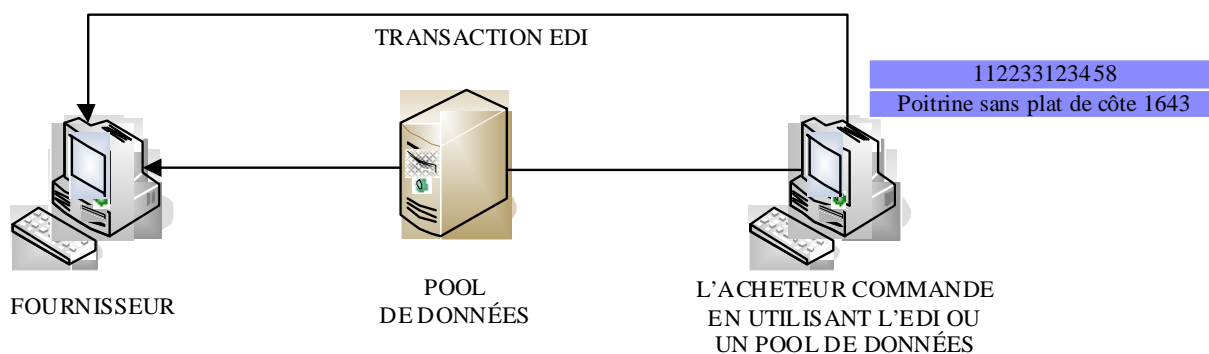 TRANSACTION EDI
112233123458
Poitrine sans plat de côte 1643
FOURNISSEUR
POOL
DE DONNÉES
L'ACHETEUR COMMANDE
EN UTILISANT L'EDI OU
UN POOL DE DONNÉES